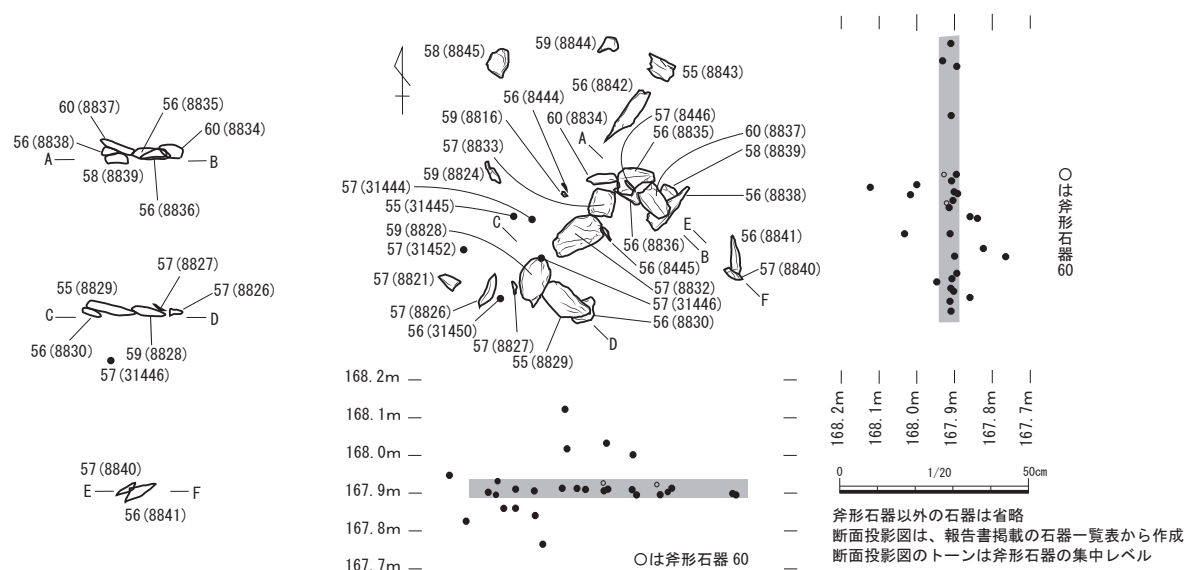 60(8837)
56(8835)
56(8838)
60(8834)
A
B
58(8839)
56(8836)
57(8827)
55(8829)
57(8826)
C
D
56(8830)
59(8828)
57(31446)
57(8840)
E
F
56(8841)
58(8845)
59(8844)
55(8843)
56(8842)
56(8444)
60(8834)
57(8446)
59(8816)
56(8835)
A
60(8837)
57(8833)
58(8839)
59(8824)
57(31444)
56(8838)
55(31445)
C
E
59(8828)
56(8836)
B
56(8841)
57(31452)
56(8445)
57(8840)
57(8821)
57(8832)
F
57(8826)
57(31446)
56(31450)
56(8830)
57(8827)
D
55(8829)
168.2m
168.1m
168.0m
167.9m
167.8m
167.7m
○は斧形石器 60
○は斧形石器60
168.2m
168.1m
168.0m
167.9m
167.8m
167.7m
0 1/20 50cm
斧形石器以外の石器は省略
断面投影図は、報告書掲載の石器一覧表から作成
断面投影図のトーンは斧形石器の集中レベル